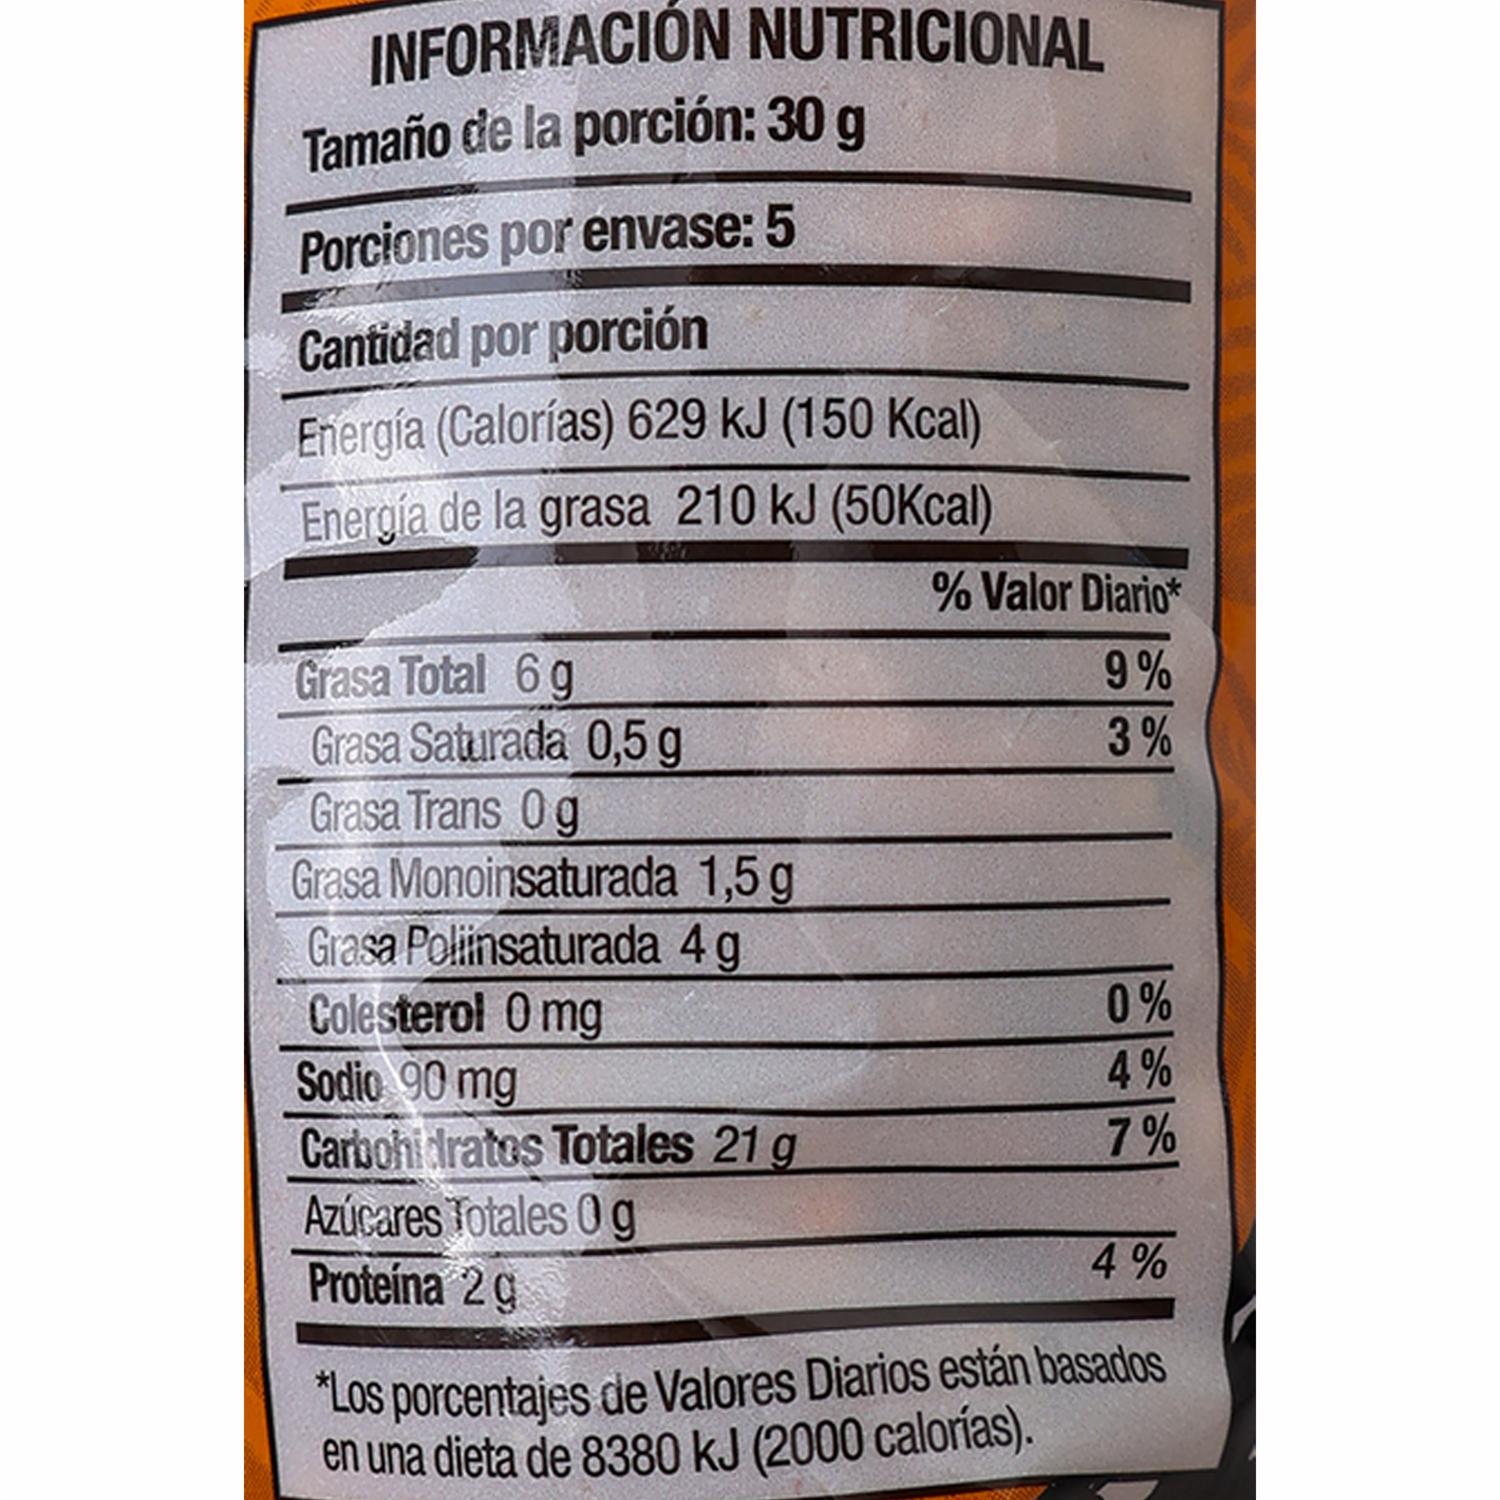 INFORMACIÓN NUTRICIONAL
Tamaño de la porción: 30 g
Porciones por envase: 5
Cantidad por porción
Energía (Calorías) 629 kJ (150 Kcal)
Energía de la grasa 210 kJ (50Kcal)
% Valor Diario*
Grasa Total 6 g 9 %
Grasa Saturada 0,5 g 3 %
Grasa Trans 0 g
Grasa Monoinsaturada 1,5 g
Grasa Poliinsaturada 4 g
Colesterol 0 mg 0 %
Sodio 90 mg 4 %
Carbohidratos Totales 21 g 7 %
Azúcares Totales 0 g
Proteína 2 g 4 %
*Los porcentajes de Valores Diarios están basados
en una dieta de 8380 kJ (2000 calorías).